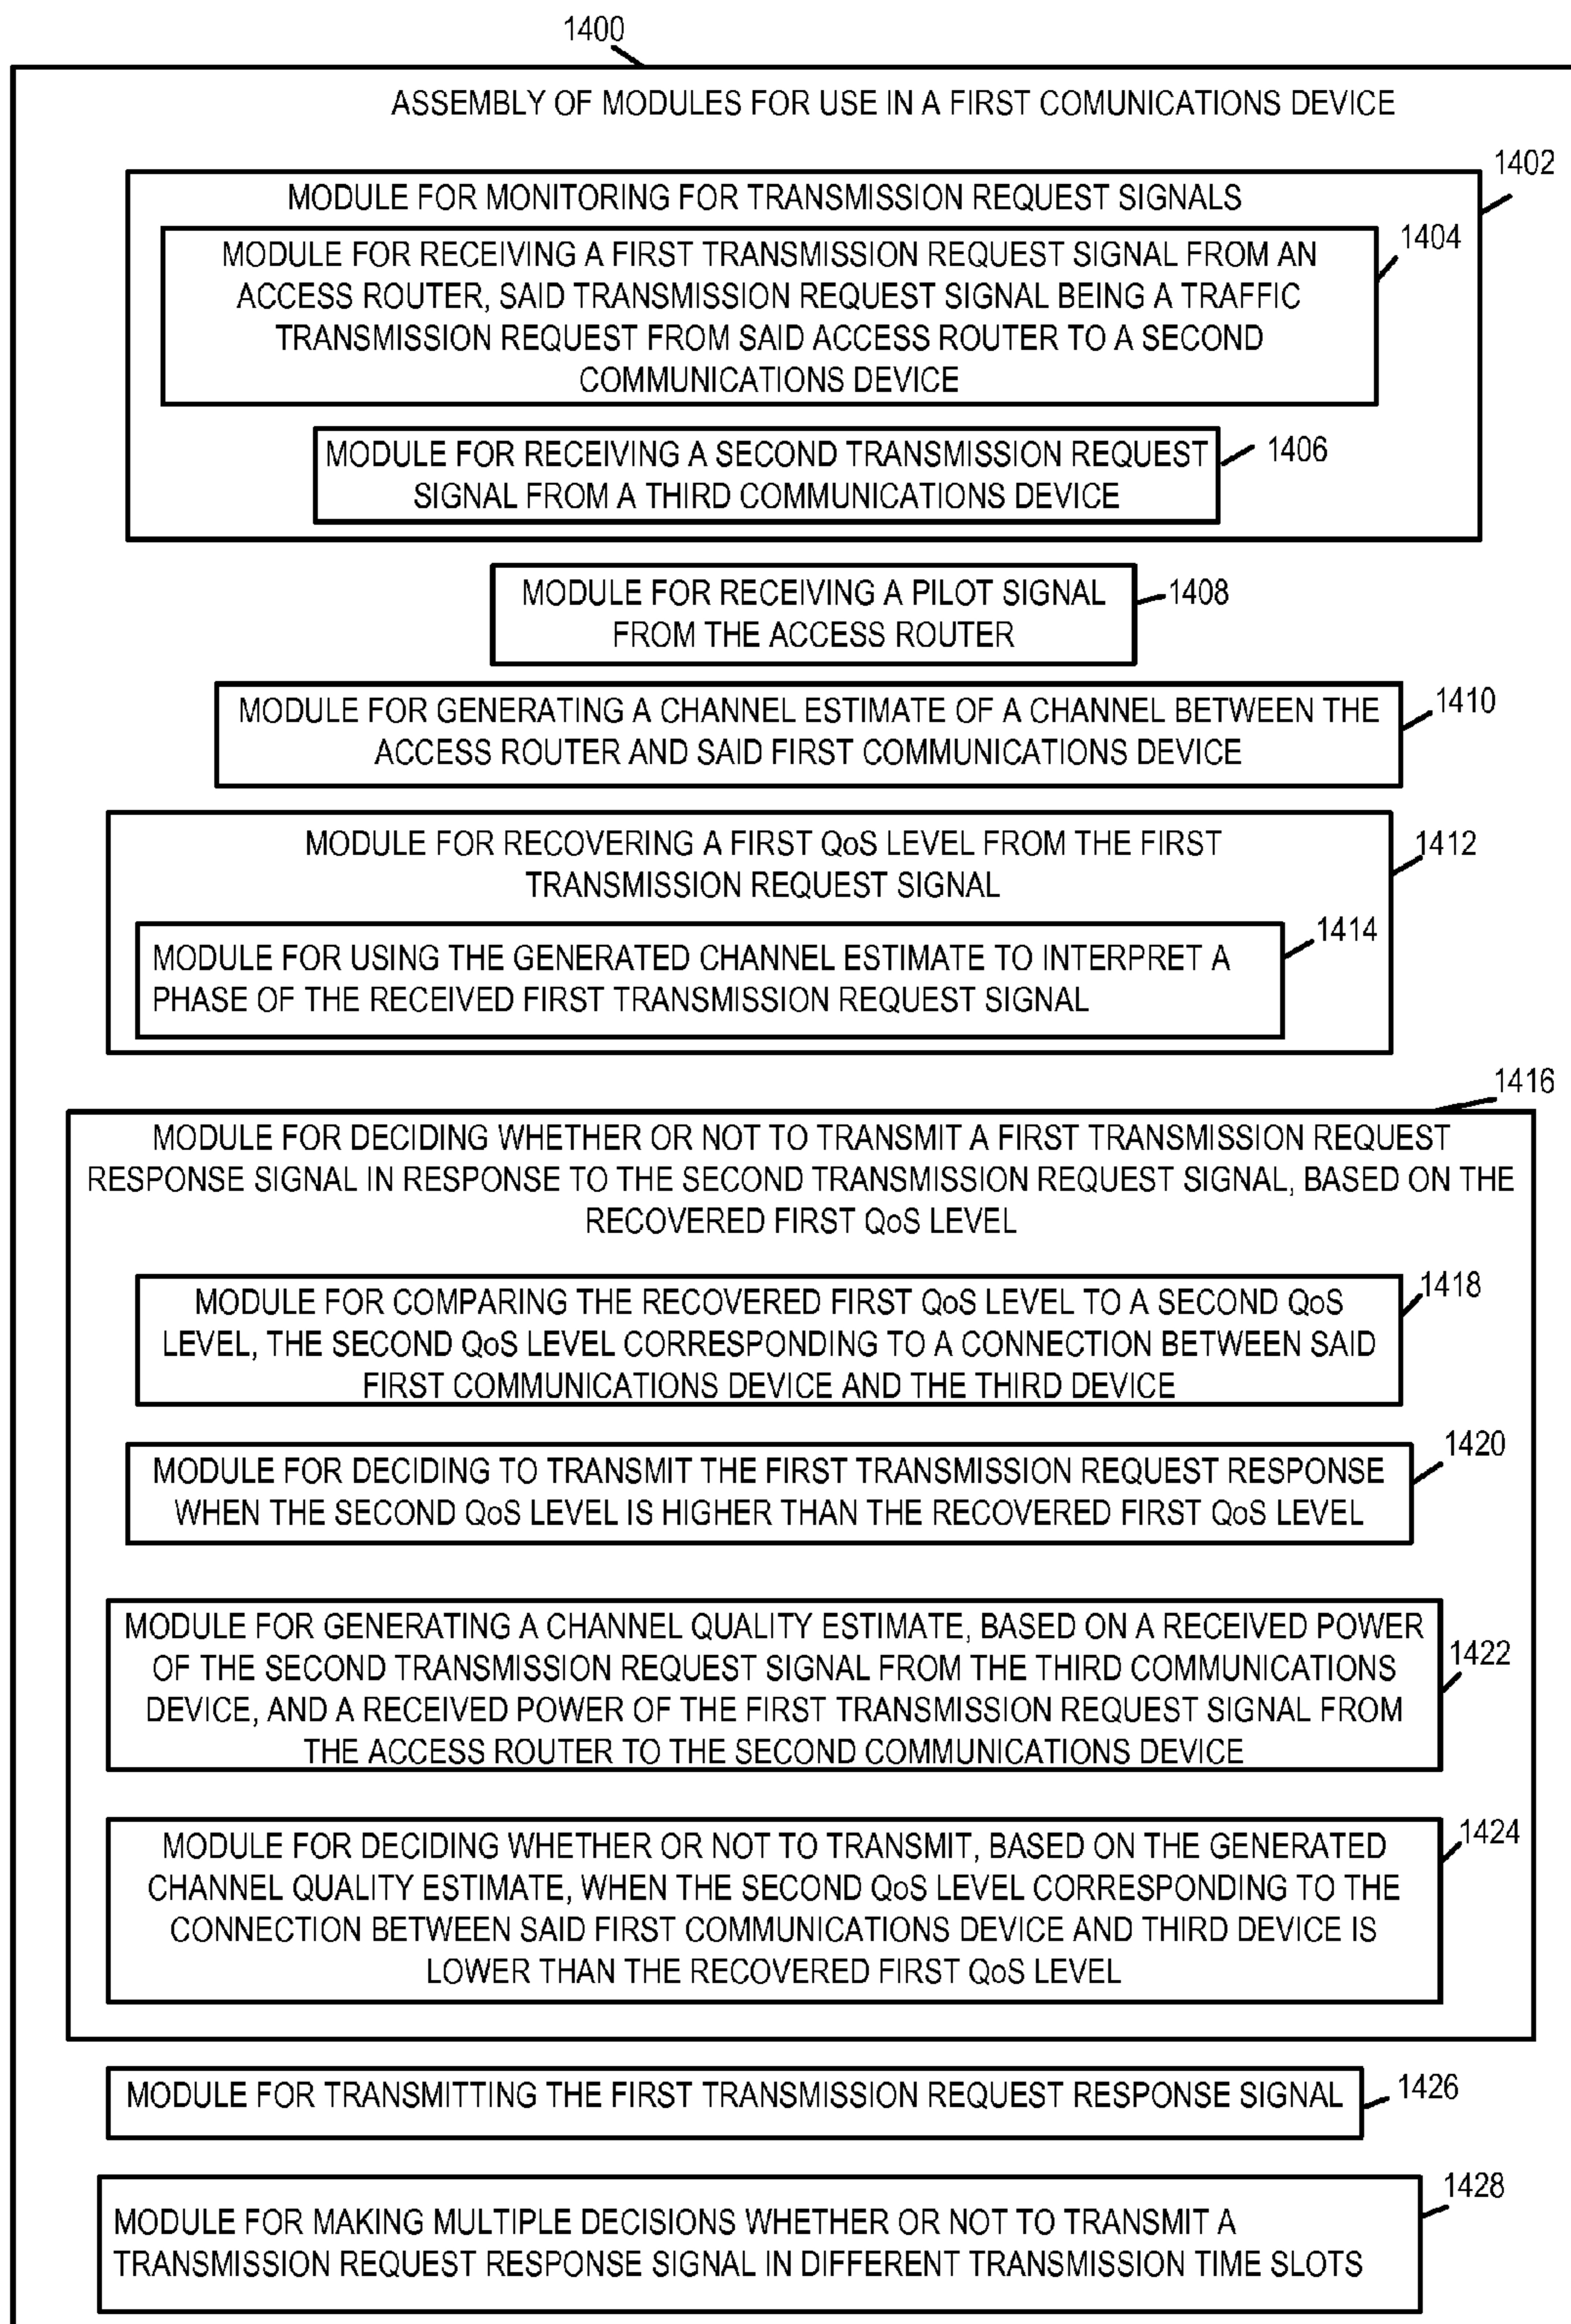 1400
ASSEMBLY OF MODULES FOR USE IN A FIRST COMUNICATIONS DEVICE
1402
MODULE FOR MONITORING FOR TRANSMISSION REQUEST SIGNALS
1404
MODULE FOR RECEIVING A FIRST TRANSMISSION REQUEST SIGNAL FROM AN
ACCESS ROUTER, SAID TRANSMISSION REQUEST SIGNAL BEING A TRAFFIC
TRANSMISSION REQUEST FROM SAID ACCESS ROUTER TO A SECOND
COMMUNICATIONS DEVICE
MODULE FOR RECEIVING A SECOND TRANSMISSION REQUEST
SIGNAL FROM A THIRD COMMUNICATIONS DEVICE
1406
MODULE FOR RECEIVING A PILOT SIGNAL
FROM THE ACCESS ROUTER
1408
MODULE FOR GENERATING A CHANNEL ESTIMATE OF A CHANNEL BETWEEN THE
ACCESS ROUTER AND SAID FIRST COMMUNICATIONS DEVICE
1410
MODULE FOR RECOVERING A FIRST QoS LEVEL FROM THE FIRST
TRANSMISSION REQUEST SIGNAL
1412
1414
MODULE FOR USING THE GENERATED CHANNEL ESTIMATE TO INTERPRET A
PHASE OF THE RECEIVED FIRST TRANSMISSION REQUEST SIGNAL
1416
MODULE FOR DECIDING WHETHER OR NOT TO TRANSMIT A FIRST TRANSMISSION REQUEST
RESPONSE SIGNAL IN RESPONSE TO THE SECOND TRANSMISSION REQUEST SIGNAL, BASED ON THE
RECOVERED FIRST QoS LEVEL
1418
MODULE FOR COMPARING THE RECOVERED FIRST QoS LEVEL TO A SECOND QoS
LEVEL, THE SECOND QoS LEVEL CORRESPONDING TO A CONNECTION BETWEEN SAID
FIRST COMMUNICATIONS DEVICE AND THE THIRD DEVICE
1420
MODULE FOR DECIDING TO TRANSMIT THE FIRST TRANSMISSION REQUEST RESPONSE
WHEN THE SECOND QoS LEVEL IS HIGHER THAN THE RECOVERED FIRST QoS LEVEL
MODULE FOR GENERATING A CHANNEL QUALITY ESTIMATE, BASED ON A RECEIVED POWER
OF THE SECOND TRANSMISSION REQUEST SIGNAL FROM THE THIRD COMMUNICATIONS
DEVICE, AND A RECEIVED POWER OF THE FIRST TRANSMISSION REQUEST SIGNAL FROM
THE ACCESS ROUTER TO THE SECOND COMMUNICATIONS DEVICE
1422
1424
MODULE FOR DECIDING WHETHER OR NOT TO TRANSMIT, BASED ON THE GENERATED
CHANNEL QUALITY ESTIMATE, WHEN THE SECOND QoS LEVEL CORRESPONDING TO THE
CONNECTION BETWEEN SAID FIRST COMMUNICATIONS DEVICE AND THIRD DEVICE IS
LOWER THAN THE RECOVERED FIRST QoS LEVEL
MODULE FOR TRANSMITTING THE FIRST TRANSMISSION REQUEST RESPONSE SIGNAL
1426
1428
MODULE FOR MAKING MULTIPLE DECISIONS WHETHER OR NOT TO TRANSMIT A
TRANSMISSION REQUEST RESPONSE SIGNAL IN DIFFERENT TRANSMISSION TIME SLOTS